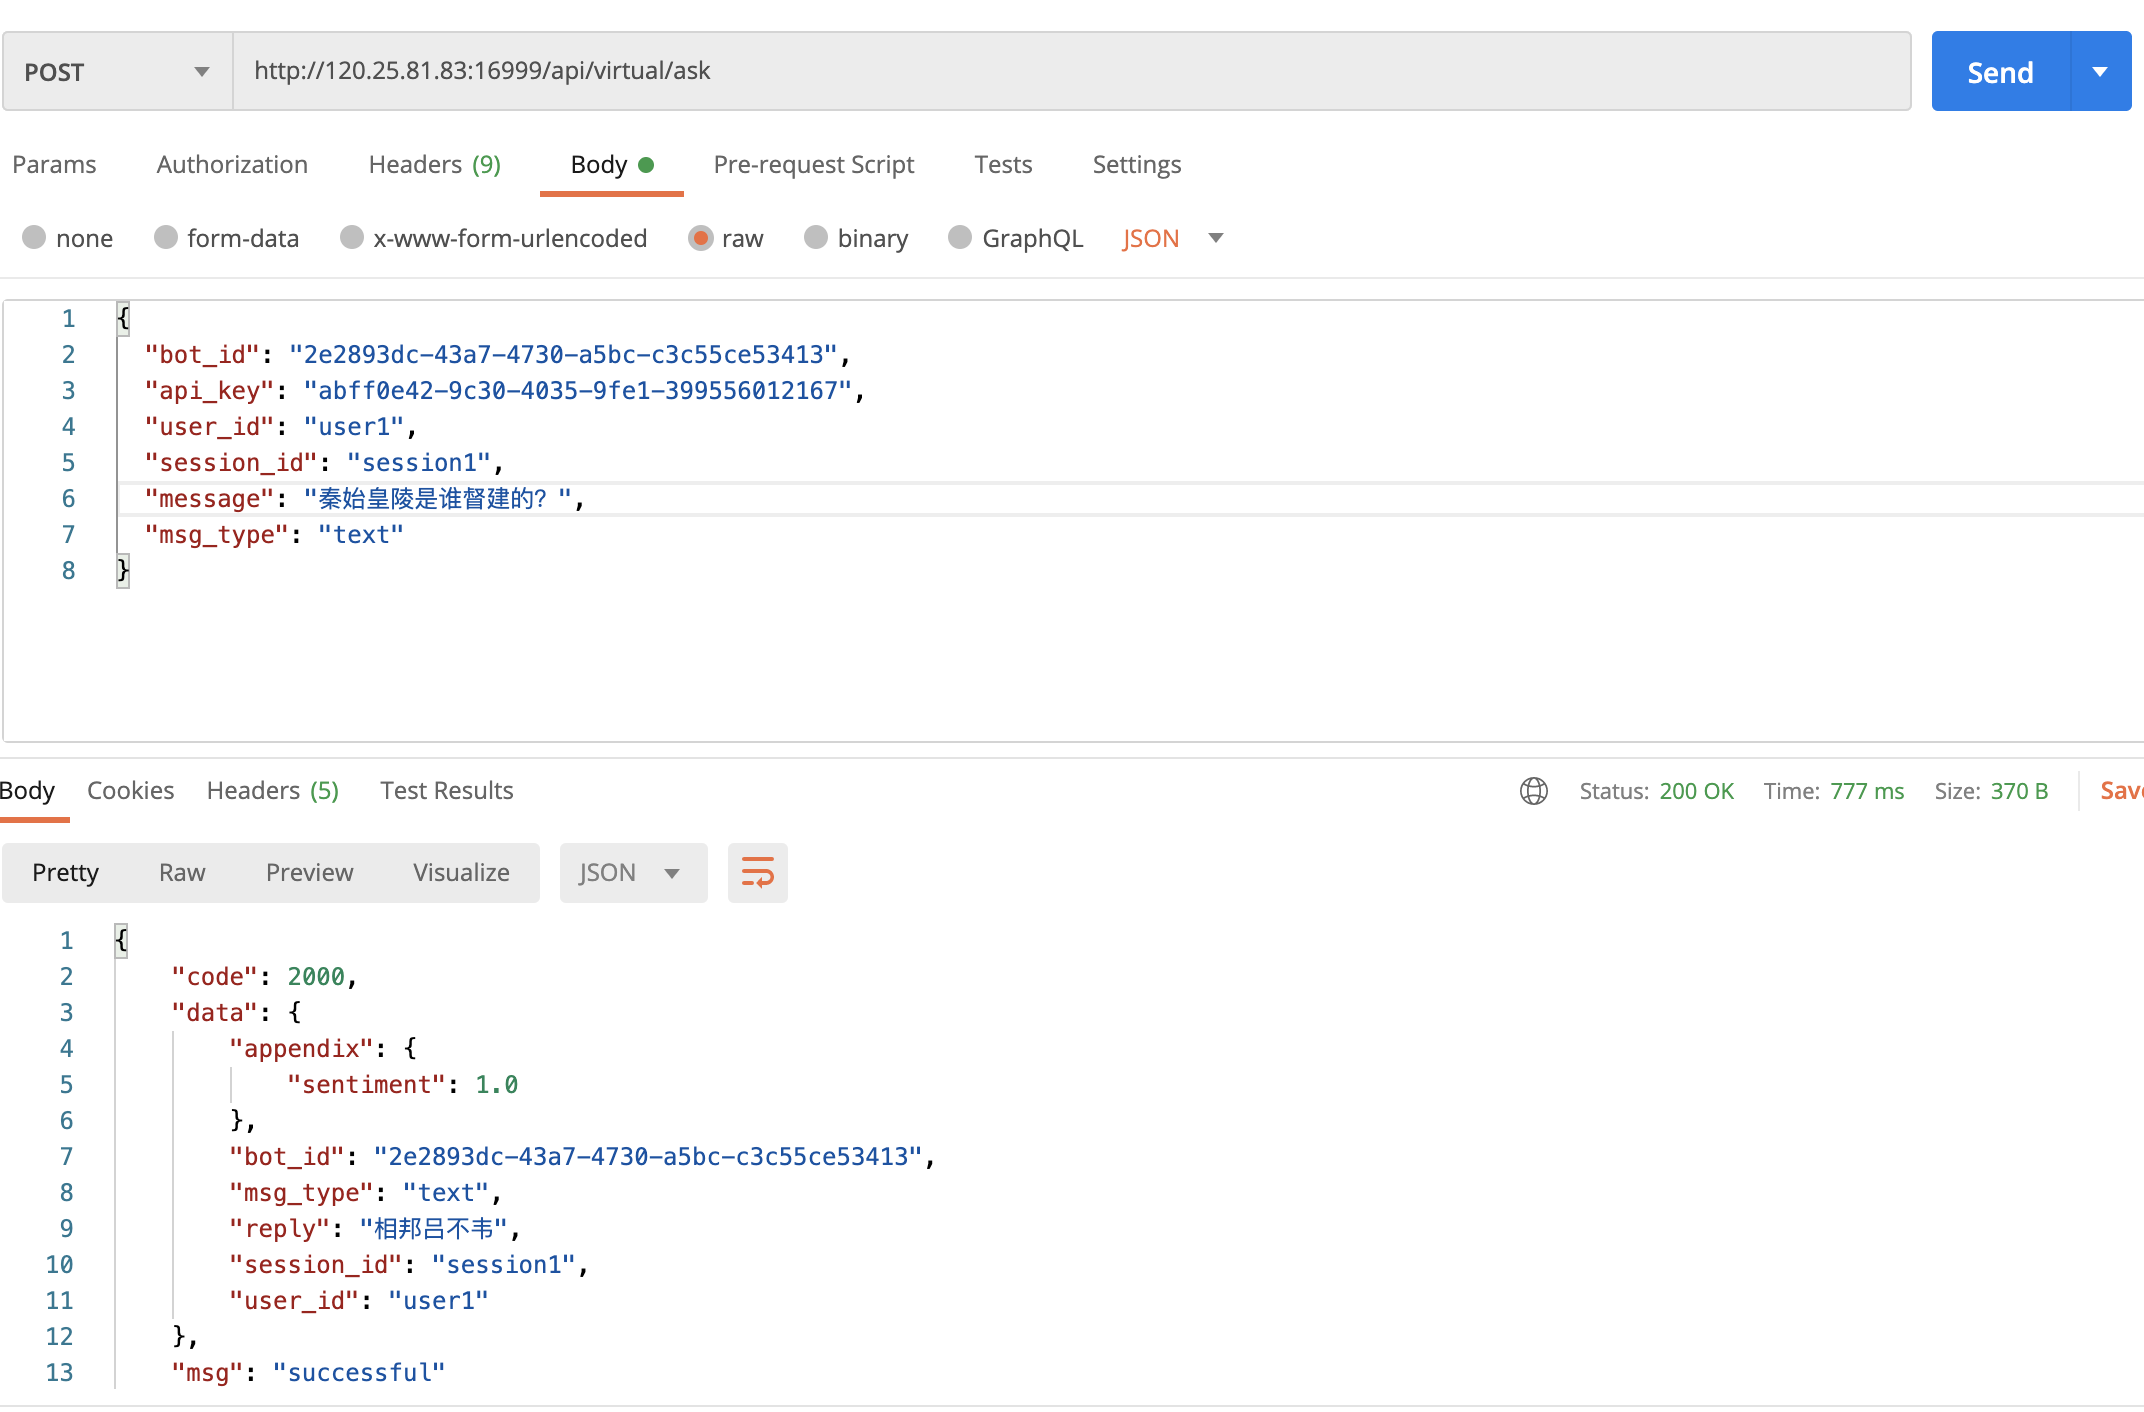 POST http://120.25.81.83:16999/api/virtual/ask Send
Params Authorization Headers (9) Body Pre-request Script Tests Settings
none form-data x-www-form-urlencoded raw binary GraphQL JSON
1 {
2 "bot_id": "2e2893dc-43a7-4730-a5bc-c3c55ce53413",
3 "api_key": "abff0e42-9c30-4035-9fe1-399556012167",
4 "user_id": "user1",
5 "session_id": "session1",
6 "message": "秦始皇陵是谁督建的？",
7 "msg_type": "text"
8 }
Body Cookies Headers (5) Test Results Status: 200 OK Time: 777 ms Size: 370 B Save
Pretty Raw Preview Visualize JSON
1 {
2 "code": 2000,
3 "data": {
4 "appendix": {
5 "sentiment": 1.0
6 },
7 "bot_id": "2e2893dc-43a7-4730-a5bc-c3c55ce53413",
8 "msg_type": "text",
9 "reply": "相邦吕不韦",
10 "session_id": "session1",
11 "user_id": "user1"
12 },
13 "msg": "successful"